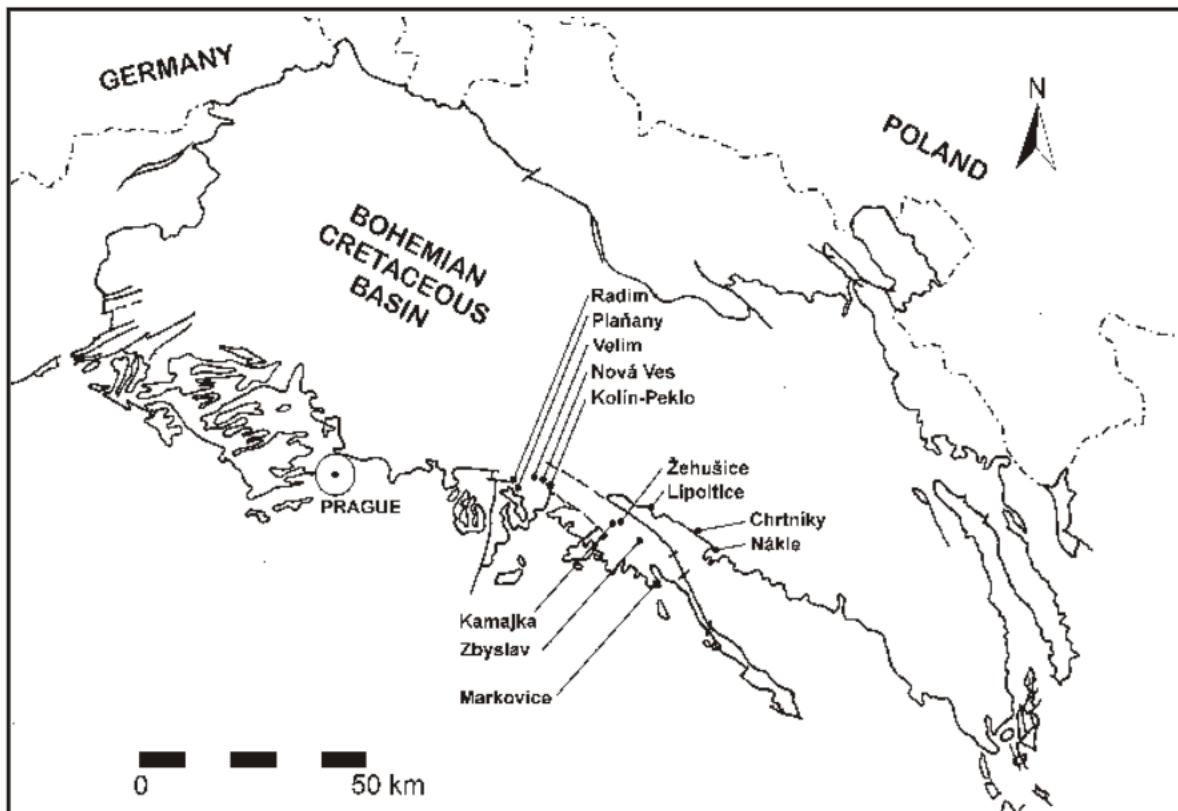 GERMANY
N
POLAND
BOHEMIAN
CRETACEOUS
BASIN
Radim
Plaňany
Velim
Nová Ves
Kolín-Peklo
Žehušice
Lipoltice
Chrtníky
Nákle
PRAGUE
Kamajka
Zbyslav
Markovice
0
50 km